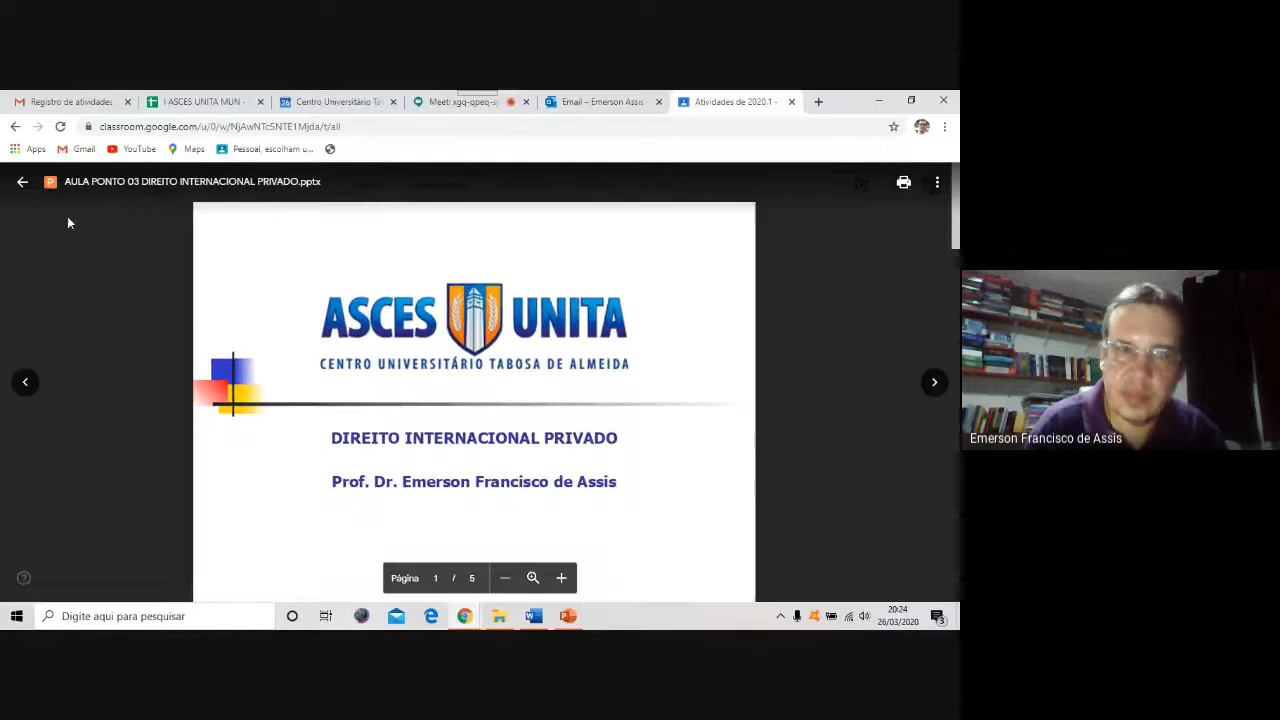 Registro de atividades
I ASCES UNITA MUN -
26
Centro Universitário Ta
Meet: xgq-qpeq-s
Email – Emerson Assis
Atividades de 2020.1 -
classroom.google.com/u/0/w/NjAwNTc5NTE1Mjda/t/all
Apps
Gmail
YouTube
Maps
Pessoal, escolham u...
P AULA PONTO 03 DIREITO INTERNACIONAL PRIVADO.pptx
ASCES UNITA
CENTRO UNIVERSITÁRIO TABOSA DE ALMEIDA
DIREITO INTERNACIONAL PRIVADO
Prof. Dr. Emerson Francisco de Assis
Emerson Francisco de Assis
Página 1 / 5
Digite aqui para pesquisar
20:24
26/03/2020
3